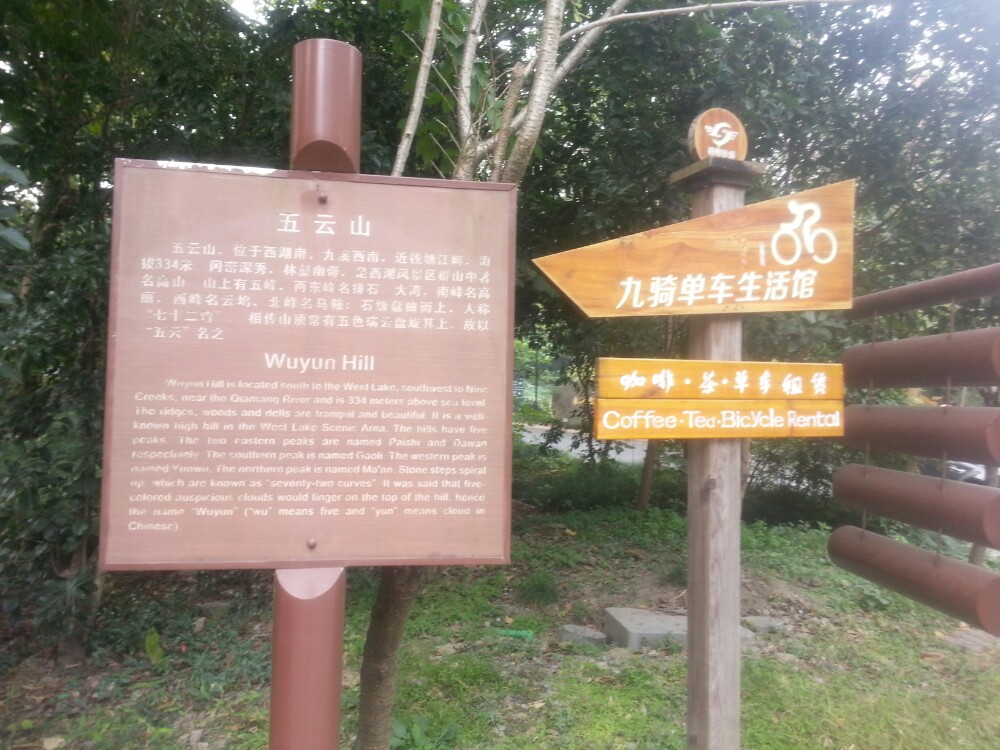 五云山
五云山，位于西湖南，九溪西南，近钱塘江畔，海
拔334米 冈峦深秀，林壑幽奇，是西湖风景区群山中著
名高山 山上有五峰，两东峰名排石、大湾，南峰名高
丽，西峰名云坞，北峰名马鞍；石级盘曲而上，人称
“七十二弯” 相传山顶常有五色瑞云盘旋其上，故以
“五云”名之
Wuyun Hill
Wuyun Hill is located south to the West Lake, southwest to Nine
Creeks, near the Qiantang River and is 334 meters above sea level.
The ridges, woods and dells are tranquil and beautiful. It is a well-
known high hill in the West Lake Scenic Area. The hills have five
peaks. The two eastern peaks are named Paishi and Dawan
respectively. The southern peak is named Gaoli. The western peak is
named Yunwu. The northern peak is named Ma'an. Stone steps spiral
up, which are known as "seventy-two curves". It was said that five-
colored auspicious clouds would linger on the top of the hill, hence
the name "Wuyun" ("wu" means five and "yun" means cloud in
Chinese)
九骑单车生活馆
咖啡·茶·单车租赁
Coffee·Tea·Bicycle Rental